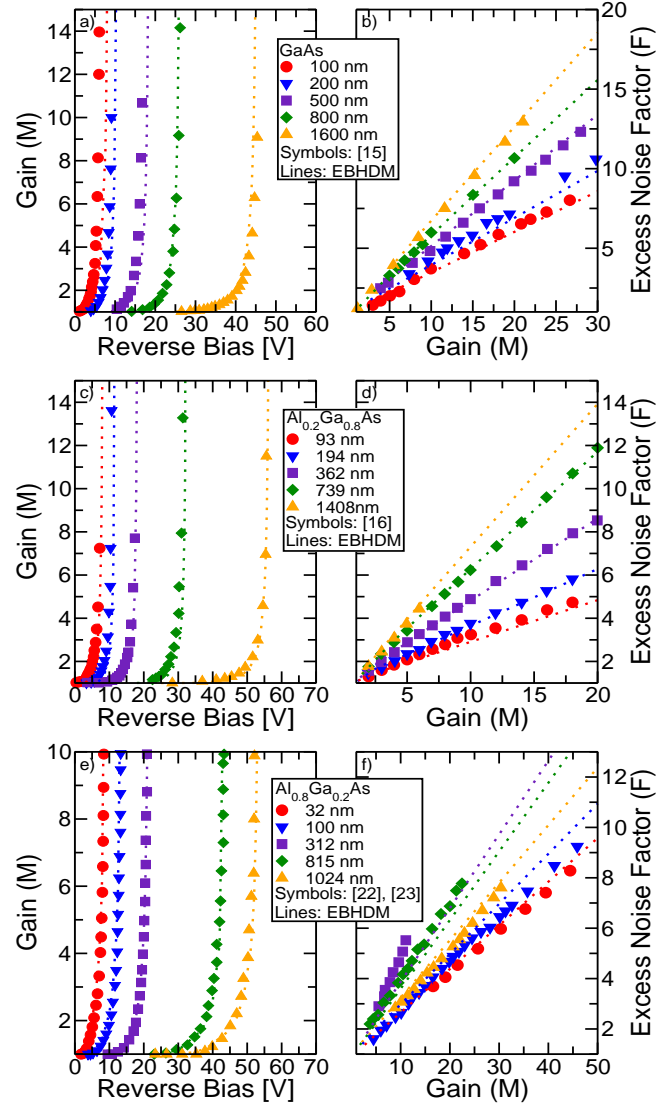 a)
14
12
10
8
6
4
2
Gain (M)
0 10 20 30 40 50 60
Reverse Bias [V]
GaAs
100 nm
200 nm
500 nm
800 nm
1600 nm
Symbols: [15]
Lines: EBHDM
b)
20
15
10
5
Excess Noise Factor (F)
5 10 15 20 25 30
Gain (M)
c)
14
12
10
8
6
4
2
Gain (M)
0 10 20 30 40 50 60 70
Reverse Bias [V]
Al0.2Ga0.8As
93 nm
194 nm
362 nm
739 nm
1408nm
Symbols: [16]
Lines: EBHDM
d)
14
12
10
8
6
4
2
Excess Noise Factor (F)
5 10 15 20
Gain (M)
e)
10
8
6
4
2
Gain (M)
0 10 20 30 40 50 60 70
Reverse Bias [V]
Al0.8Ga0.2As
32 nm
100 nm
312 nm
815 nm
1024 nm
Symbols: [22], [23]
Lines: EBHDM
f)
12
10
8
6
4
2
Excess Noise Factor (F)
10 20 30 40 50
Gain (M)